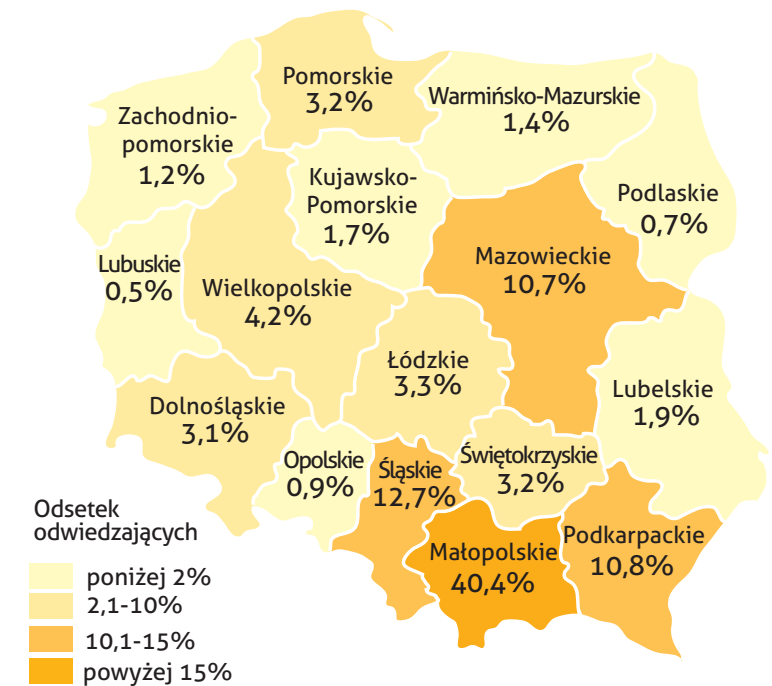 Pomorskie
3,2%
Warmińsko-Mazurskie
1,4%
Zachodnio-
pomorskie
1,2%
Kujawsko-
Pomorskie
1,7%
Podlaskie
0,7%
Mazowieckie
10,7%
Lubuskie
0,5%
Wielkopolskie
4,2%
Łódzkie
3,3%
Lubelskie
1,9%
Dolnośląskie
3,1%
Opolskie
0,9%
Śląskie
12,7%
Świętokrzyskie
3,2%
Małopolskie
40,4%
Podkarpackie
10,8%
Odsetek
odwiedzających
poniżej 2%
2,1-10%
10,1-15%
powyżej 15%